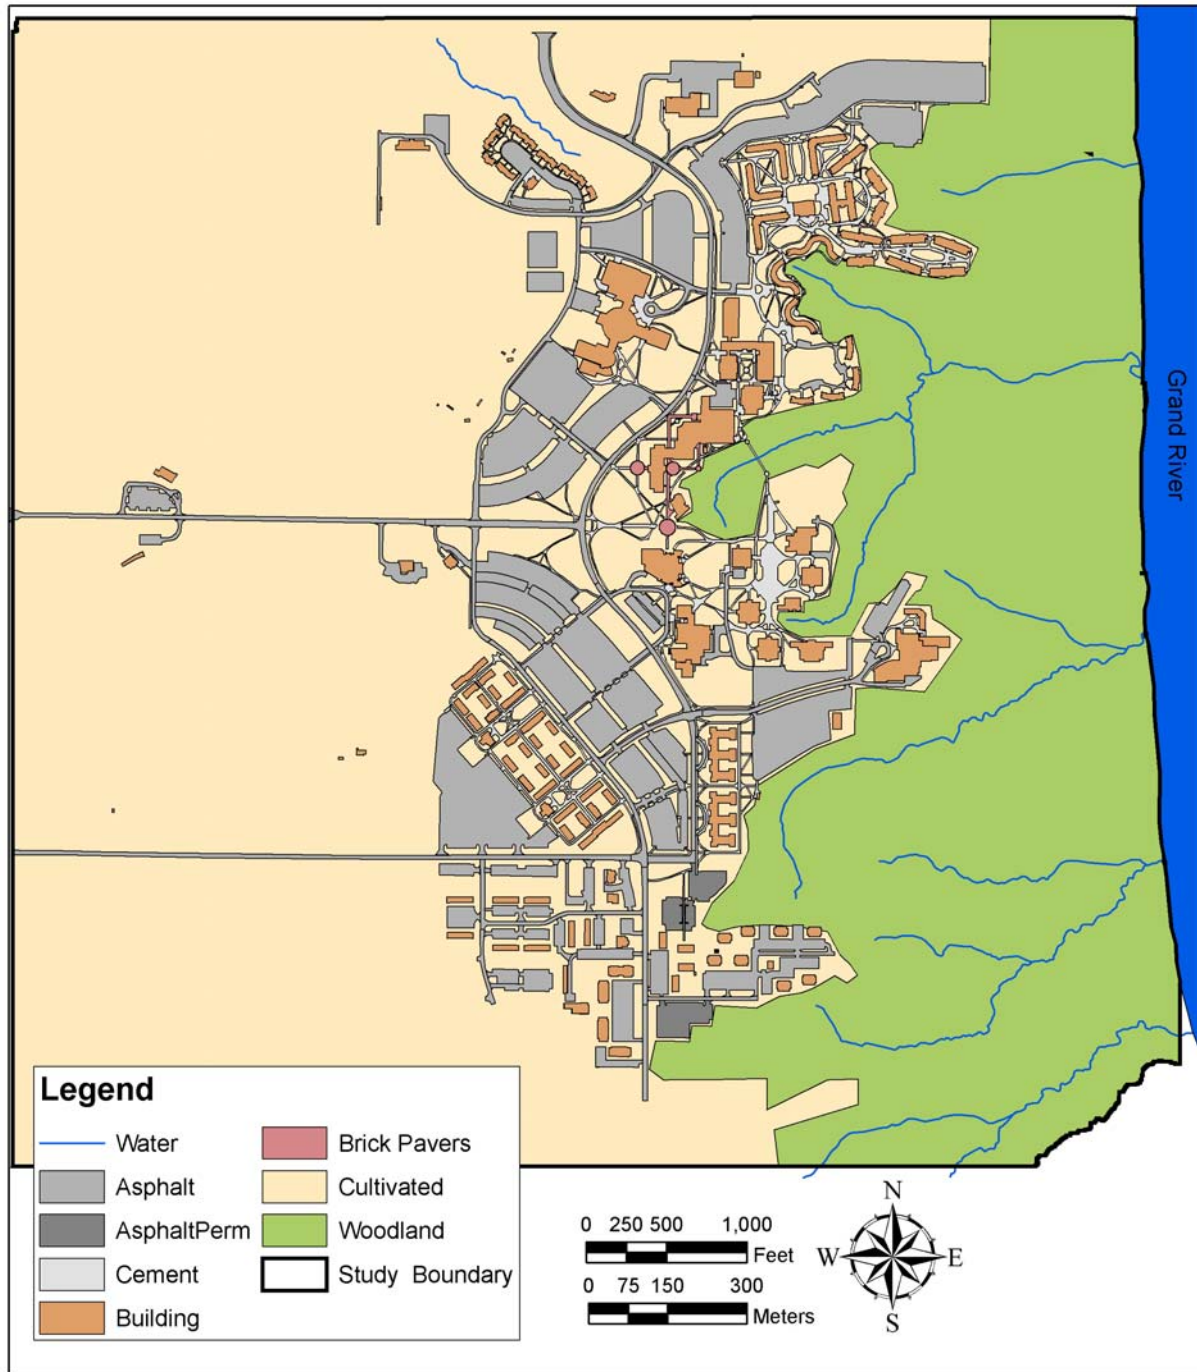 Grand River
Legend
Water
Asphalt
AsphaltPerm
Cement
Building
Brick Pavers
Cultivated
Woodland
Study Boundary
0 250 500 1,000
Feet
0 75 150 300
Meters
N
W E
S